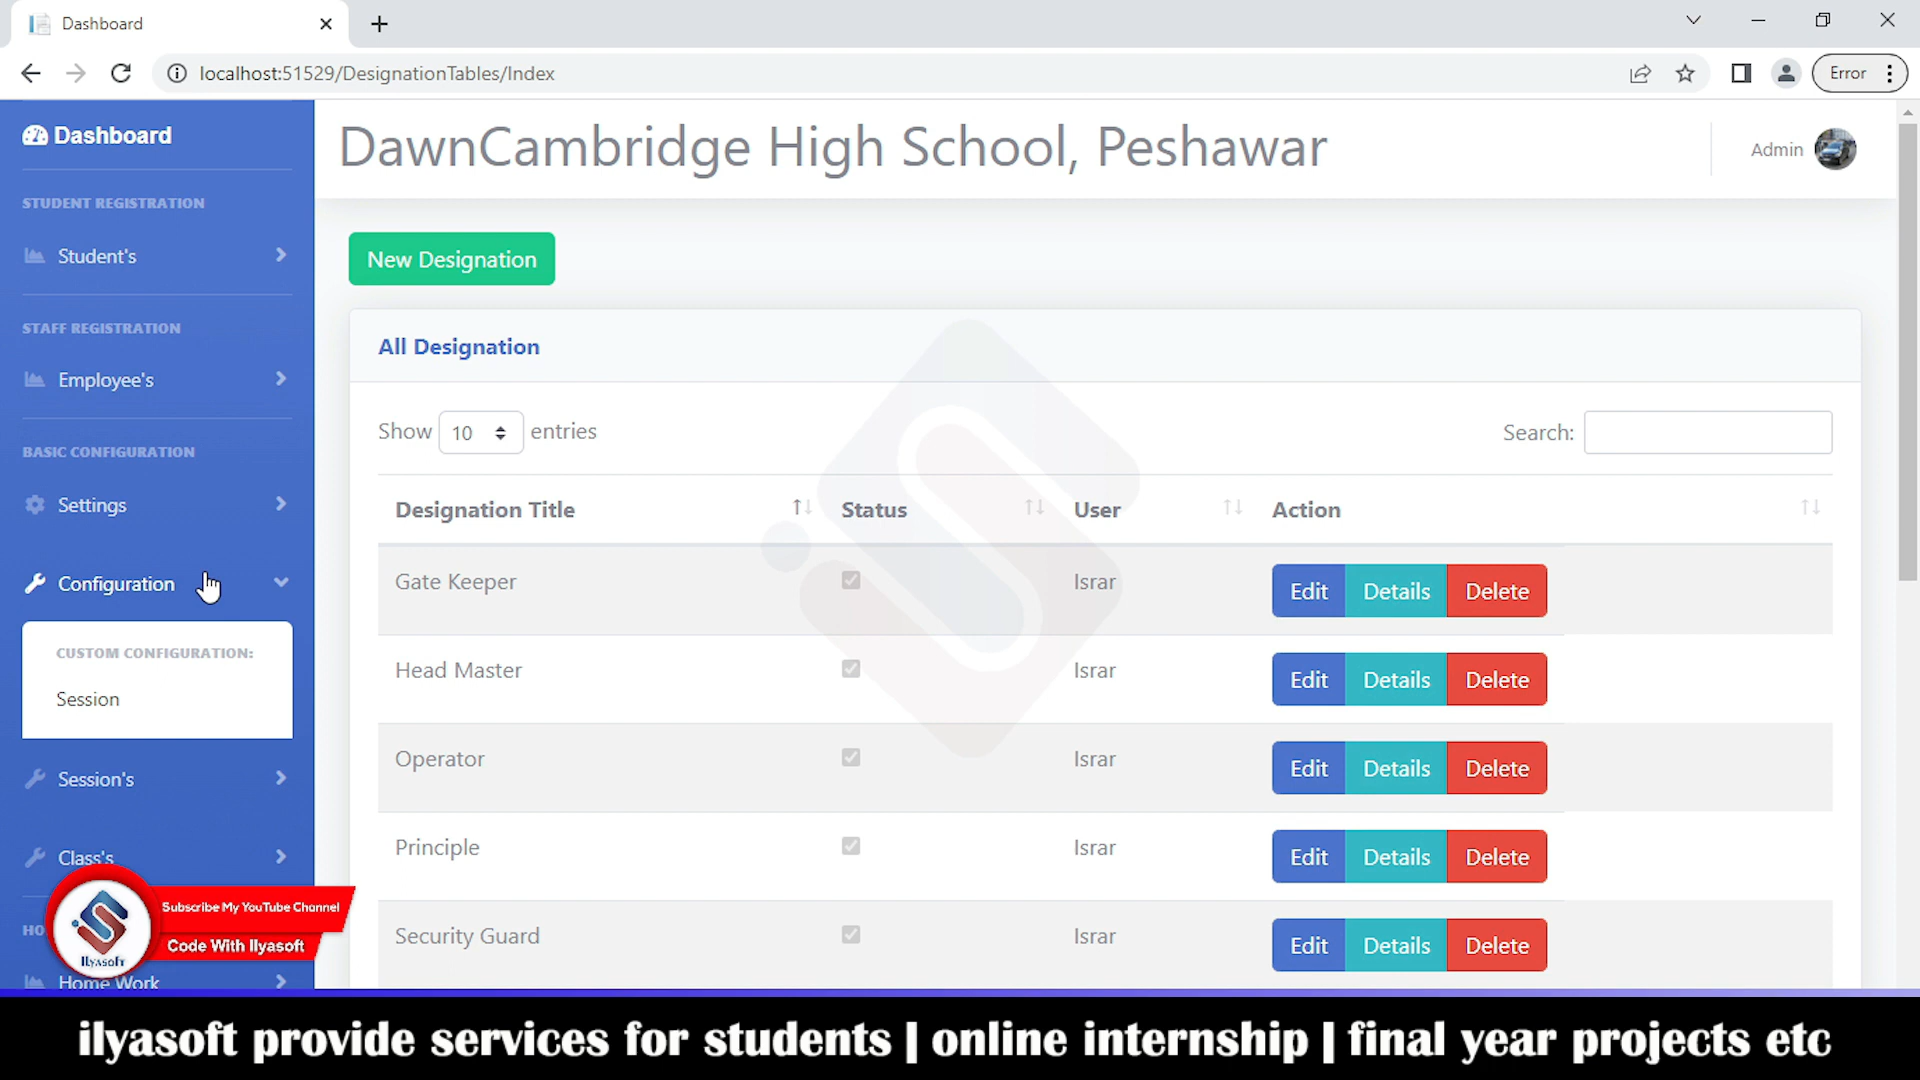 Dashboard
localhost:51529/DesignationTables/Index
Error
Dashboard
DawnCambridge High School, Peshawar
Admin
STUDENT REGISTRATION
Student's
New Designation
STAFF REGISTRATION
Employee's
All Designation
BASIC CONFIGURATION
Show 10 entries
Search:
Settings
Designation Title Status User Action
Configuration
Gate Keeper Israr Edit Details Delete
CUSTOM CONFIGURATION:
Session
Head Master Israr Edit Details Delete
Session's
Operator Israr Edit Details Delete
Class's
Principle Israr Edit Details Delete
Subscribe My YouTube Channel
Code With Ilyasoft
Ilyasoft
HO
Security Guard Israr Edit Details Delete
Home Work
ilyasoft provide services for students | online internship | final year projects etc